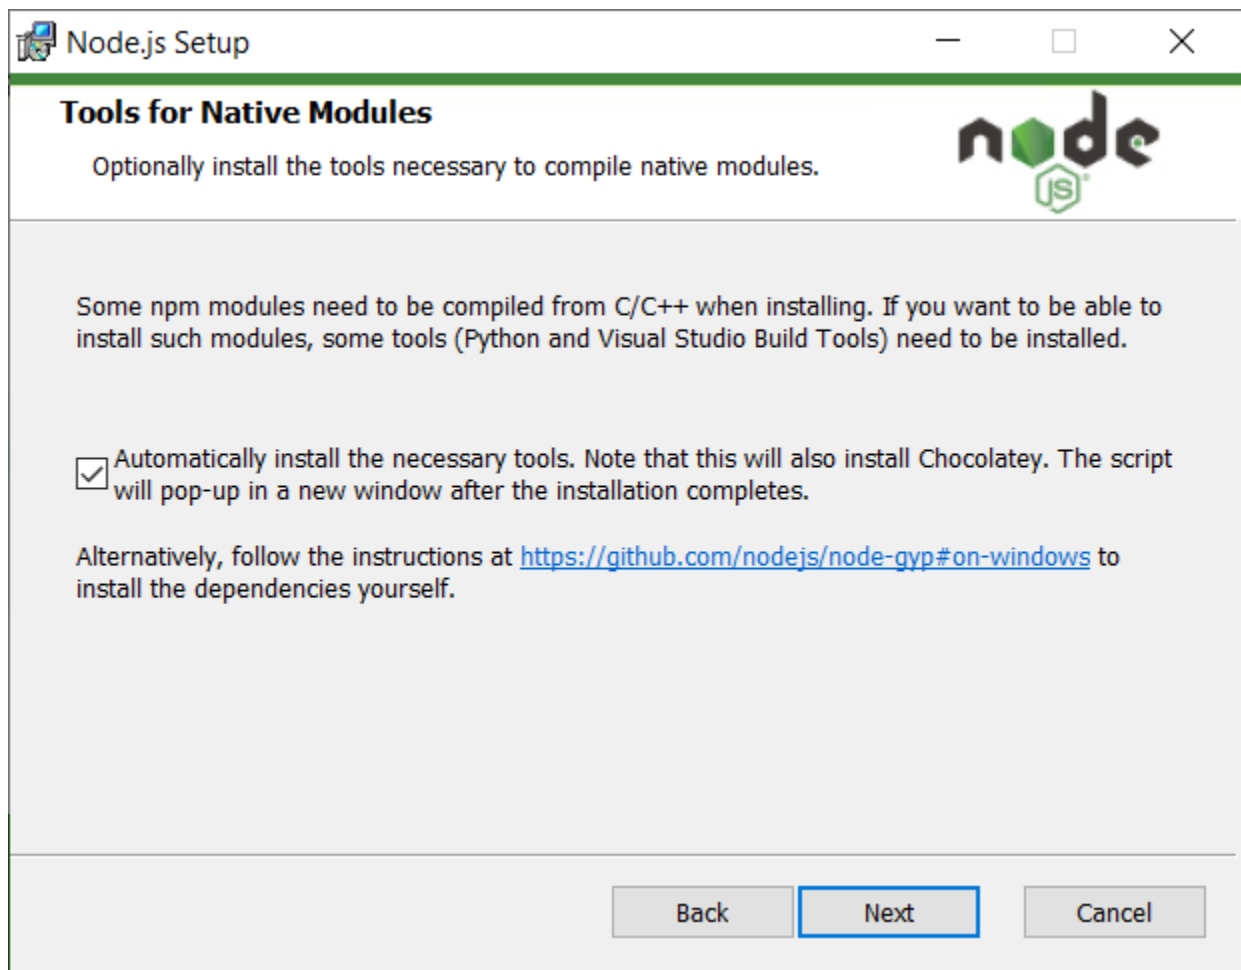 Node.js Setup
Tools for Native Modules
Optionally install the tools necessary to compile native modules.
node
JS
Some npm modules need to be compiled from C/C++ when installing. If you want to be able to
install such modules, some tools (Python and Visual Studio Build Tools) need to be installed.
Automatically install the necessary tools. Note that this will also install Chocolatey. The script
will pop-up in a new window after the installation completes.
Alternatively, follow the instructions at https://github.com/nodejs/node-gyp#on-windows to
install the dependencies yourself.
Back Next Cancel